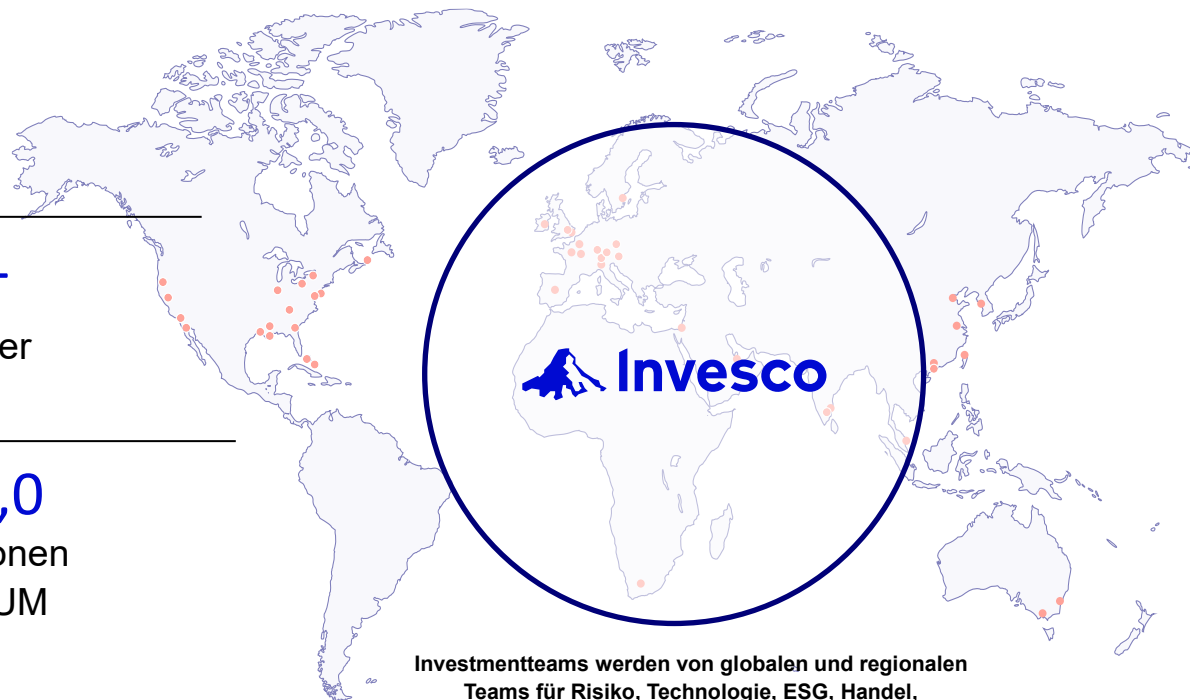 er
Invesco
,0
onen
UM
Investmentteams werden von globalen und regionalen
Teams für Risiko, Technologie, ESG, Handel,